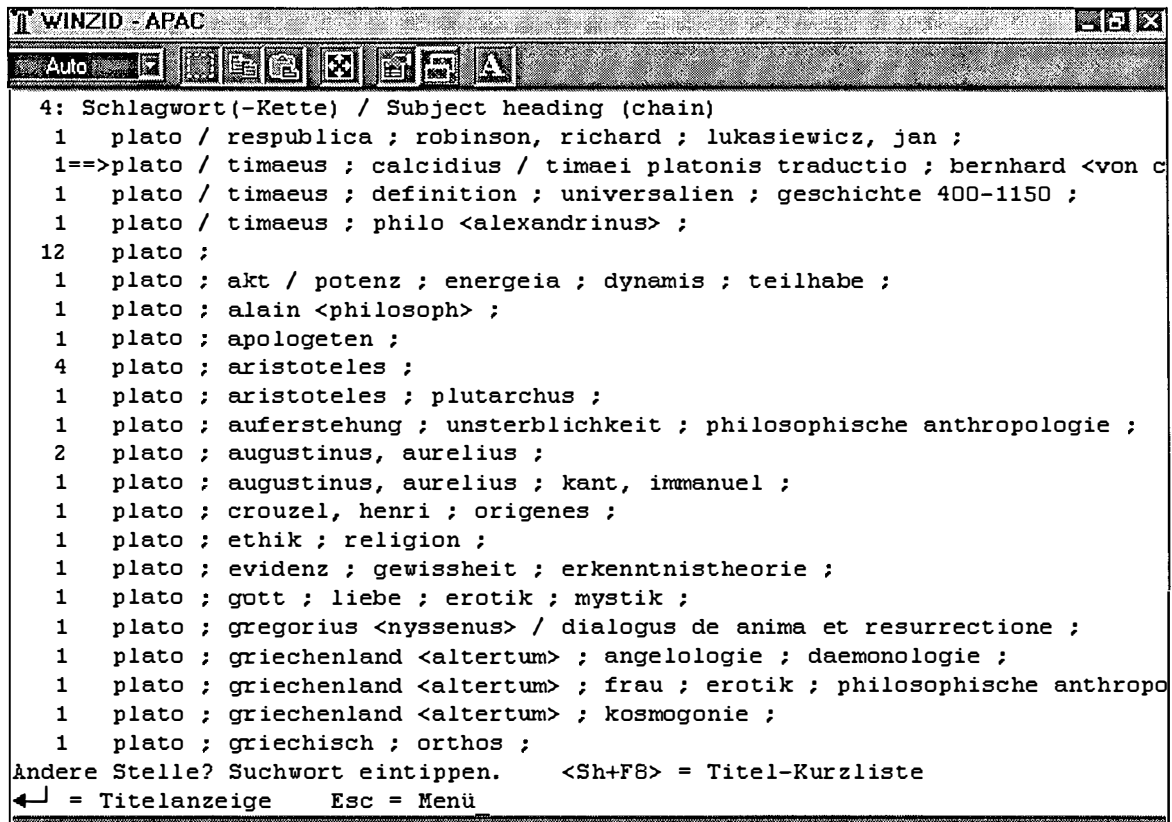 WINZID - APAC
Auto
4: Schlagwort(-Kette) / Subject heading (chain)
1 plato / respublica ; robinson, richard ; lukasiewicz, jan ;
1==>plato / timaeus ; calcidius / timaei platonis traductio ; bernhard <von c
1 plato / timaeus ; definition ; universalien ; geschichte 400-1150 ;
1 plato / timaeus ; philo <alexandrinus> ;
12 plato ;
1 plato ; akt / potenz ; energeia ; dynamis ; teilhabe ;
1 plato ; alain <philosoph> ;
1 plato ; apologeten ;
4 plato ; aristoteles ;
1 plato ; aristoteles ; plutarchus ;
1 plato ; auferstehung ; unsterblichkeit ; philosophische anthropologie ;
2 plato ; augustinus, aurelius ;
1 plato ; augustinus, aurelius ; kant, immanuel ;
1 plato ; crouzel, henri ; origenes ;
1 plato ; ethik ; religion ;
1 plato ; evidenz ; gewissheit ; erkenntnistheorie ;
1 plato ; gott ; liebe ; erotik ; mystik ;
1 plato ; gregorius <nyssenus> / dialogus de anima et resurrectione ;
1 plato ; griechenland <altertum> ; angelologie ; daemonologie ;
1 plato ; griechenland <altertum> ; frau ; erotik ; philosophische anthropo
1 plato ; griechenland <altertum> ; kosmogonie ;
1 plato ; griechisch ; orthos ;
Andere Stelle? Suchwort eintippen. <Sh+F8> = Titel-Kurzliste
= Titelanzeige Esc = Menü